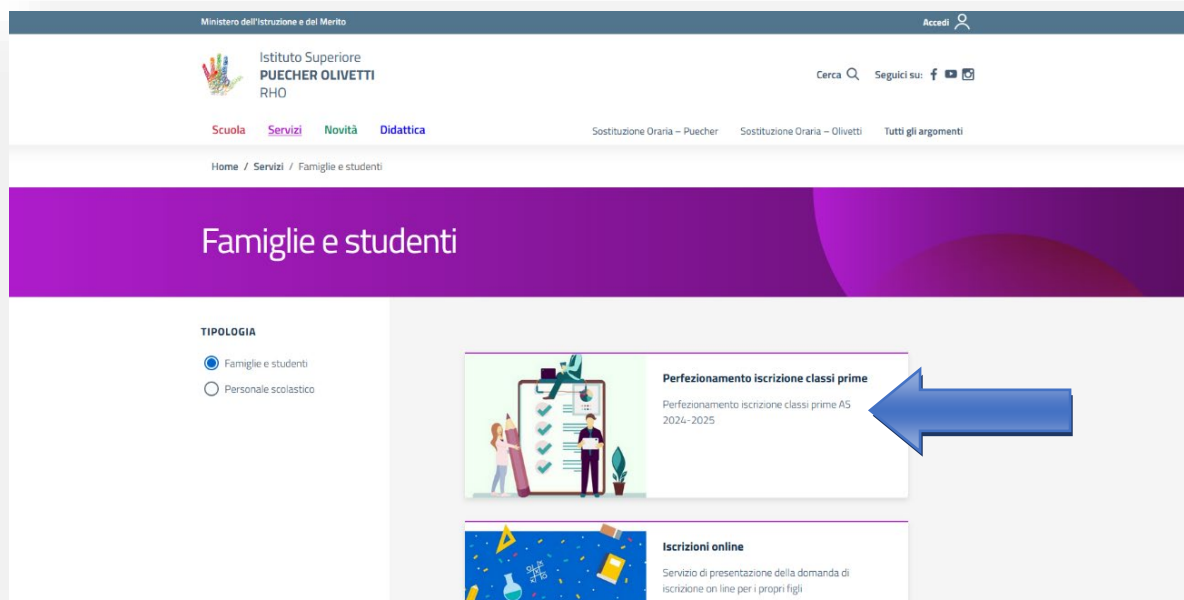 Ministero dell'Istruzione e del Merito
Accedi
Istituto Superiore
PUECHER OLIVETTI
RHO
Cerca
Seguici su:
Scuola Servizi Novità Didattica
Sostituzione Oraria – Puecher Sostituzione Oraria – Olivetti Tutti gli argomenti
Home / Servizi / Famiglie e studenti
Famiglie e studenti
TIPOLOGIA
Famiglie e studenti
Personale scolastico
Perfezionamento iscrizione classi prime
Perfezionamento iscrizione classi prime AS
2024-2025
Iscrizioni online
Servizio di presentazione della domanda di
iscrizione on line per i propri figli